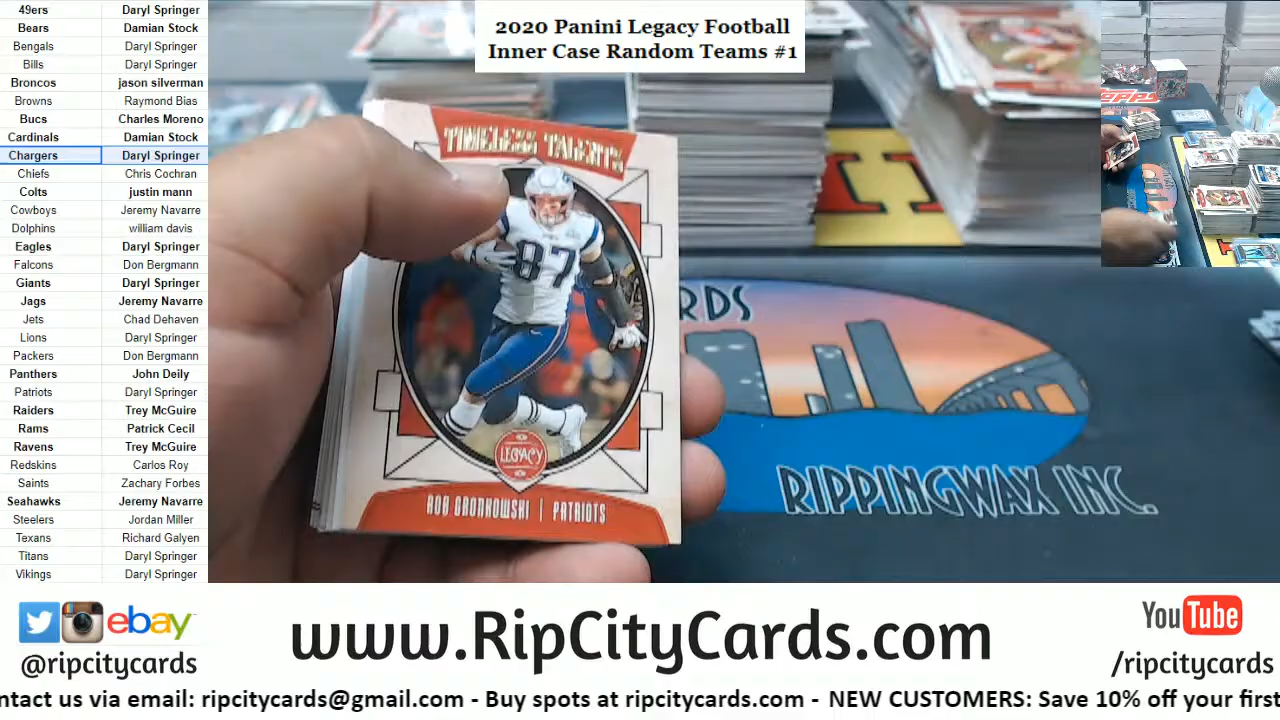 2020 Panini Legacy Football
Inner Case Random Teams #1
49ers Daryl Springer
Bears Damian Stock
Bengals Daryl Springer
Bills Daryl Springer
Broncos jason silverman
Browns Raymond Bias
Bucs Charles Moreno
Cardinals Damian Stock
Chargers Daryl Springer
Chiefs Chris Cochran
Colts justin mann
Cowboys Jeremy Navarre
Dolphins william davis
Eagles Daryl Springer
Falcons Don Bergmann
Giants Daryl Springer
Jags Jeremy Navarre
Jets Chad Dehaven
Lions Daryl Springer
Packers Don Bergmann
Panthers John Deily
Patriots Daryl Springer
Raiders Trey McGuire
Rams Patrick Cecil
Ravens Trey McGuire
Redskins Carlos Roy
Saints Zachary Forbes
Seahawks Jeremy Navarre
Steelers Jordan Miller
Texans Richard Galyen
Titans Daryl Springer
Vikings Daryl Springer
TIMELESS TALENTS
87
LEGACY
ROB GRONKOWSKI | PATRIOTS
RDS
RIPPINGWAX INC.
TOPPS
ebay
@ripcitycards
www.RipCityCards.com
YouTube
/ripcitycards
ntact us via email: ripcitycards@gmail.com - Buy spots at ripcitycards.com - NEW CUSTOMERS: Save 10% off your first